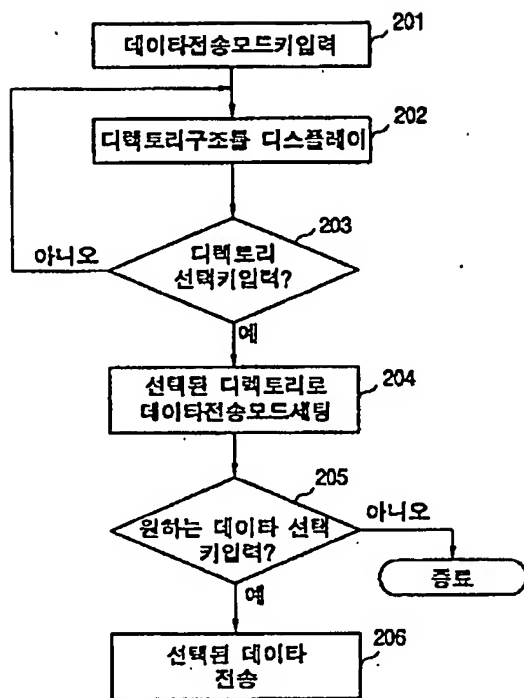 데이타전송모드키입력
201
디렉토리구조를 디스플레이
202
디렉토리
선택키입력?
203
아니오
예
선택된 디렉토리로
데이타전송모드세팅
204
원하는 데이타 선택
키입력?
205
아니오
종료
예
선택된 데이타
전송
206